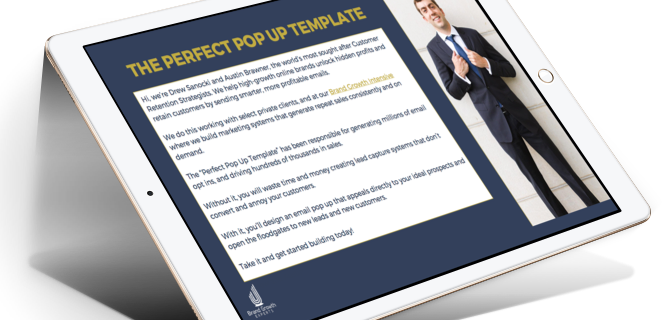 THE PERFECT POP UP TEMPLATE
Hi, we're Drew Sanocki and Austin Brawner, the world's most sought after Customer
Retention Strategists. We help high-growth online brands unlock hidden profits and
retain customers by sending smarter, more profitable emails.
We do this working with select private clients, and at our Brand Growth Intensive
where we build marketing systems that generate repeat sales consistently and on
demand.
The "Perfect Pop Up Template" has been responsible for generating millions of email
opt ins, and driving hundreds of thousands in sales.
Without it, you will waste time and money creating lead capture systems that don't
convert and annoy your customers.
With it, you'll design an email pop up that appeals directly to your ideal prospects and
open the floodgates to new leads and new customers.
Take it and get started building today!
Brand Growth
EXPERTS